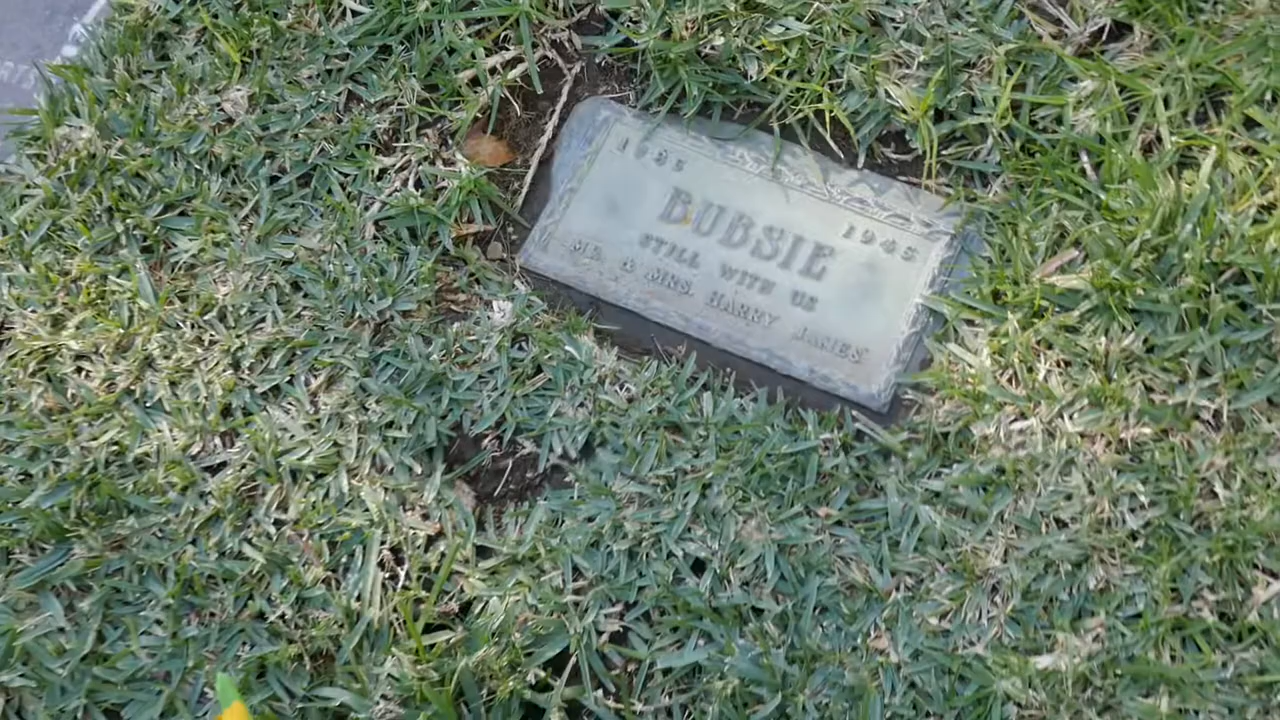 1935
1945
BUBSIE
STILL WITH US
MR. & MRS. HARRY JAMES